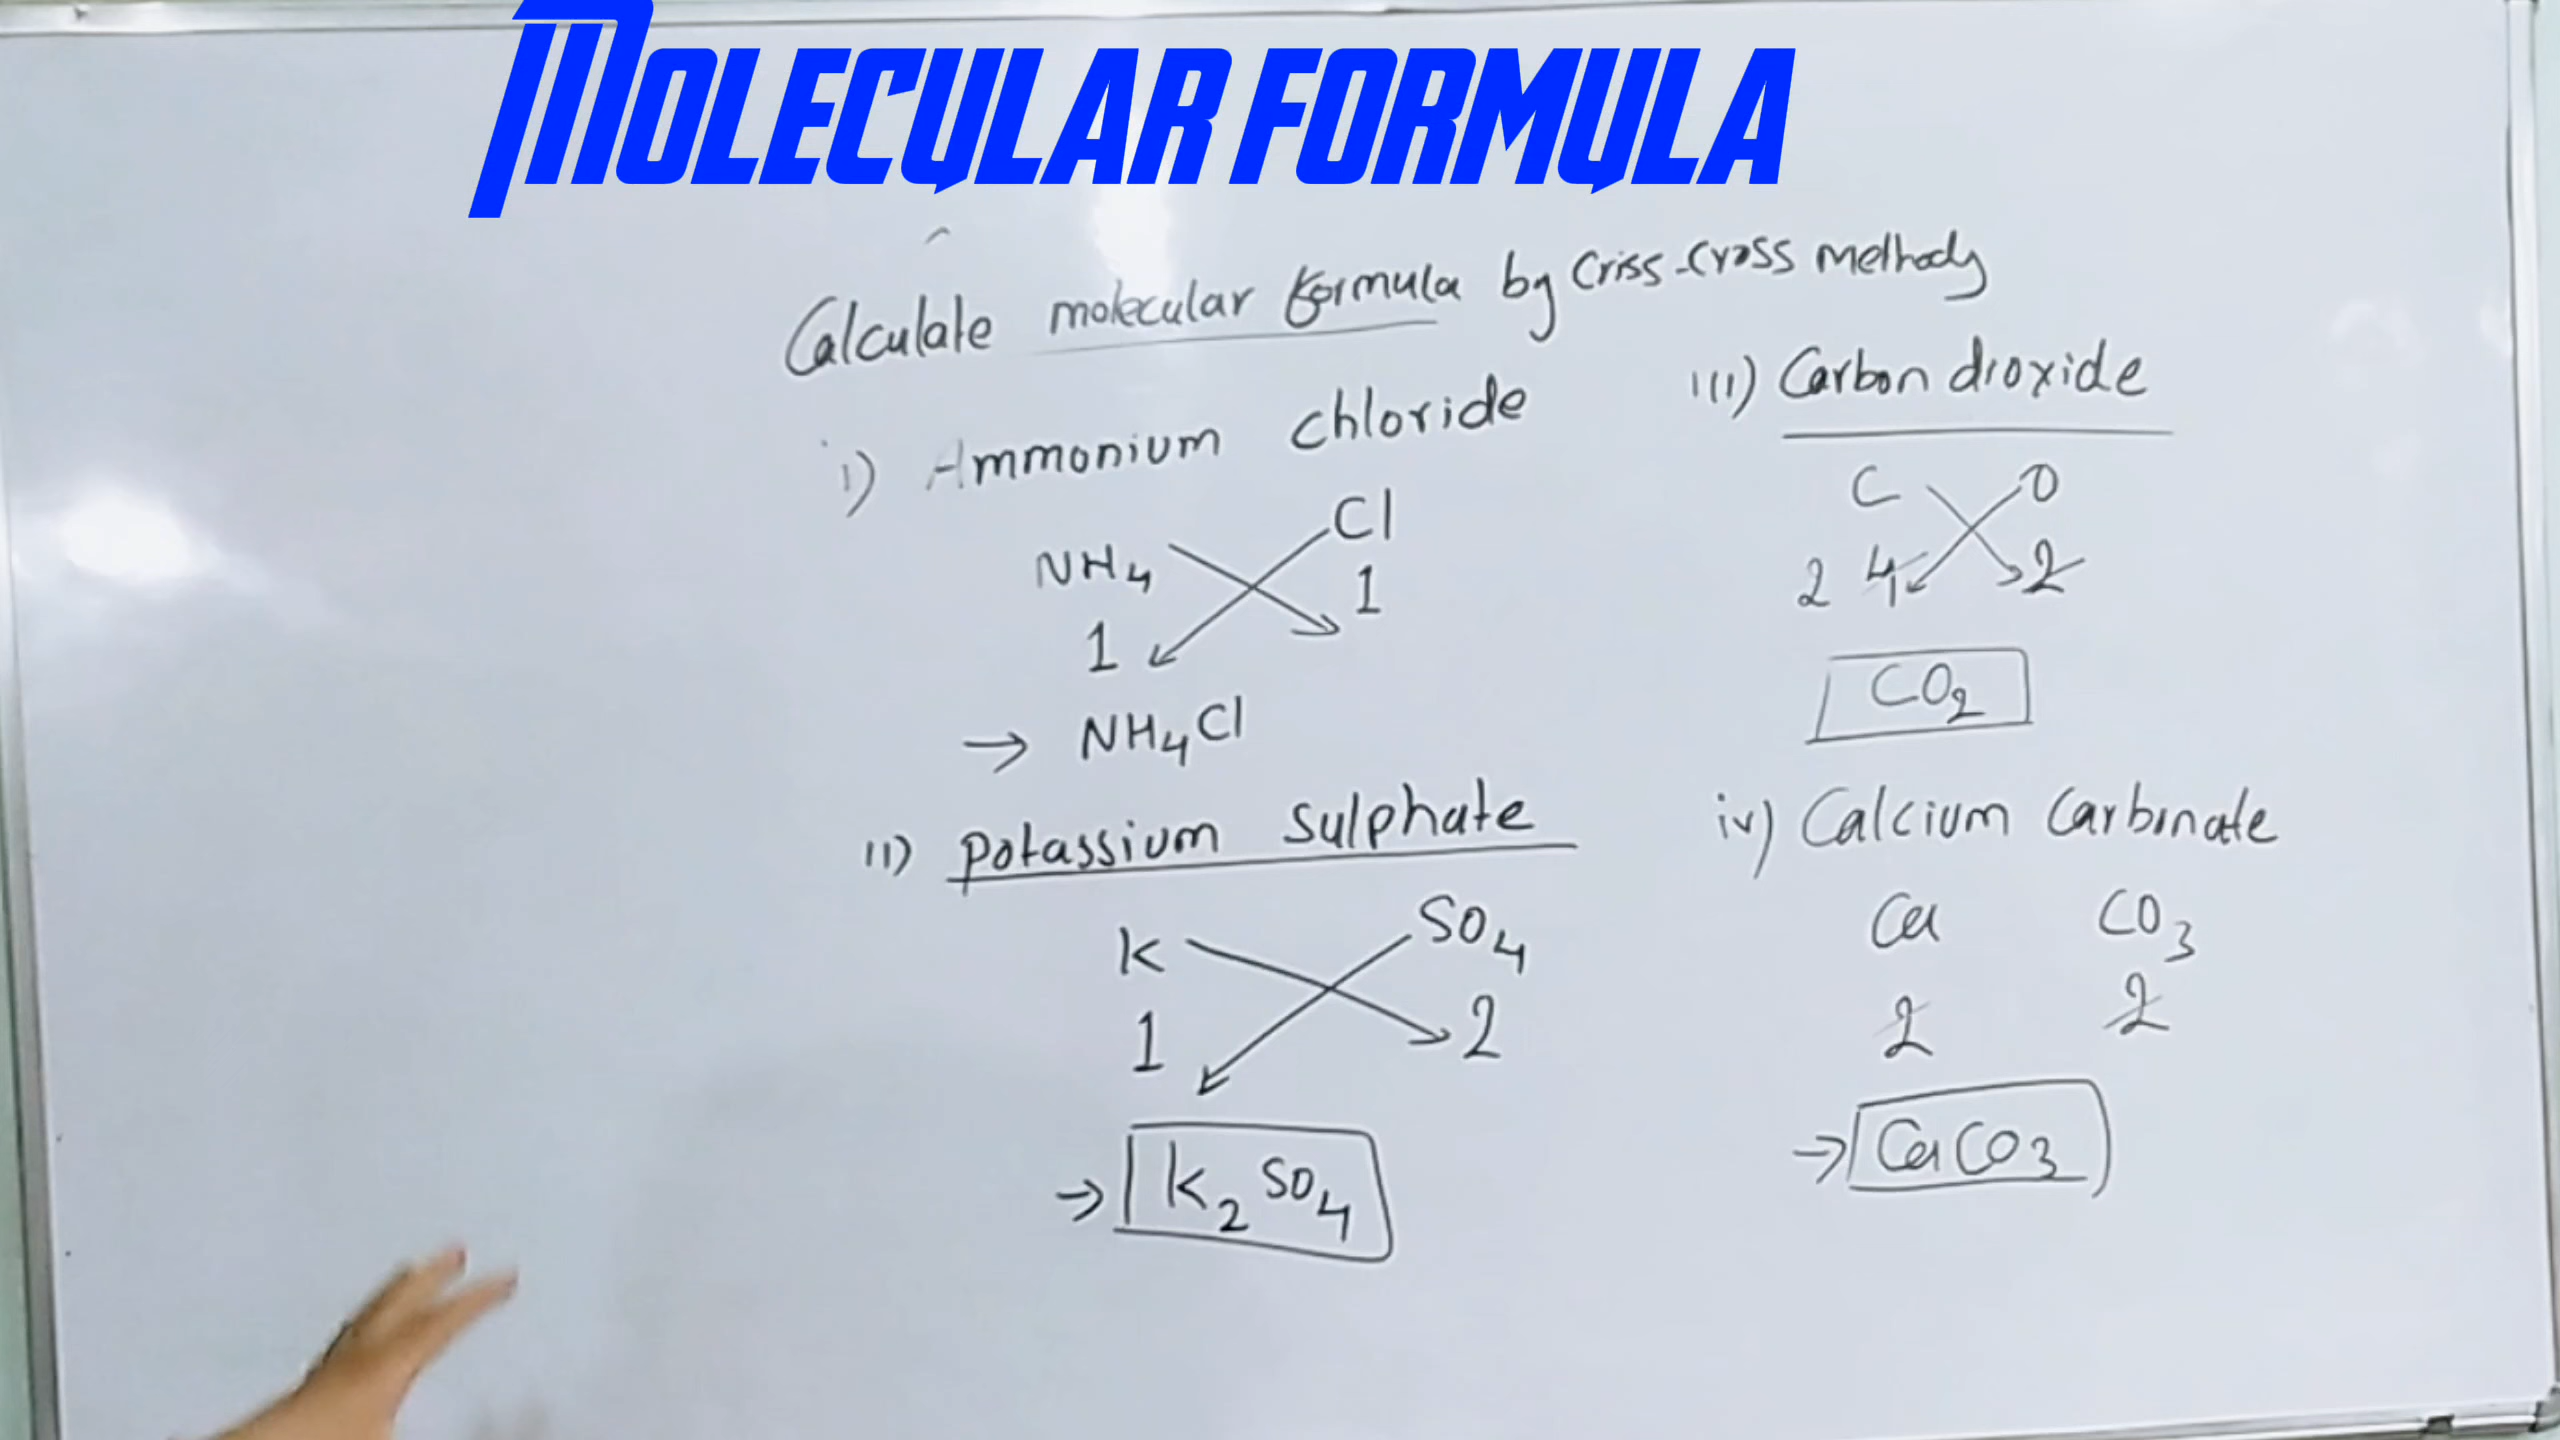 MOLECULAR FORMULA
Calculate molecular formula by Criss-Cross method
i) Ammonium chloride
NH4 Cl
1 1
→ NH4Cl
ii) Potassium sulphate
K SO4
1 2
→ K2SO4
iii) Carbon dioxide
C O
2 4 2
CO2
iv) Calcium Carbonate
Ca CO3
2 2
→ CaCO3